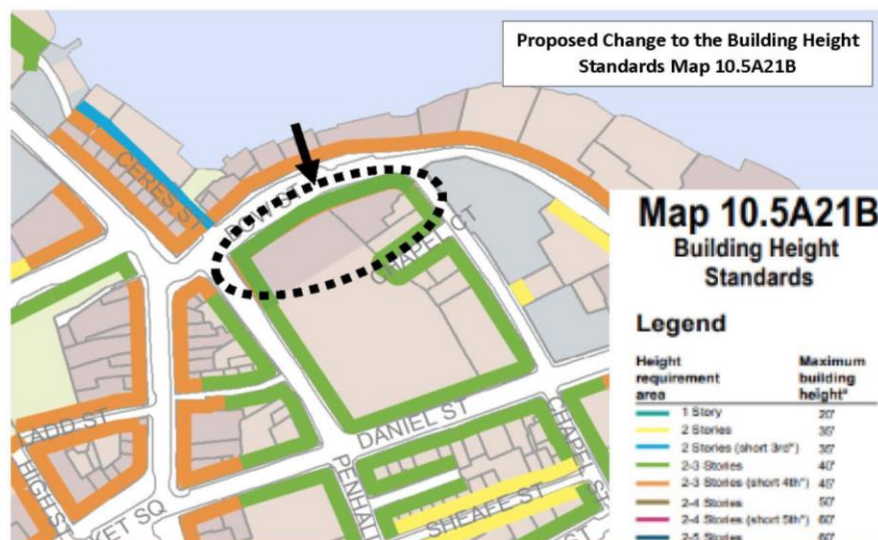 Proposed Change to the Building Height
Standards Map 10.5A21B
CERES ST
BOW ST
CHAPEL CT
Map 10.5A21B
Building Height
Standards
Legend
Height
requirement
area
Maximum
building
height*
1 Story
20'
2 Stories
35'
2 Stories (short 3rd*)
35'
2-3 Stories
40'
2-3 Stories (short 4th*)
45'
2-4 Stories
50'
2-4 Stories (short 5th*)
60'
2-5 Stories
60'
LADD ST
DANIEL ST
HIGH ST
PENHALL
CHAPEL ST
KET SQ
SHEAFE ST
ST